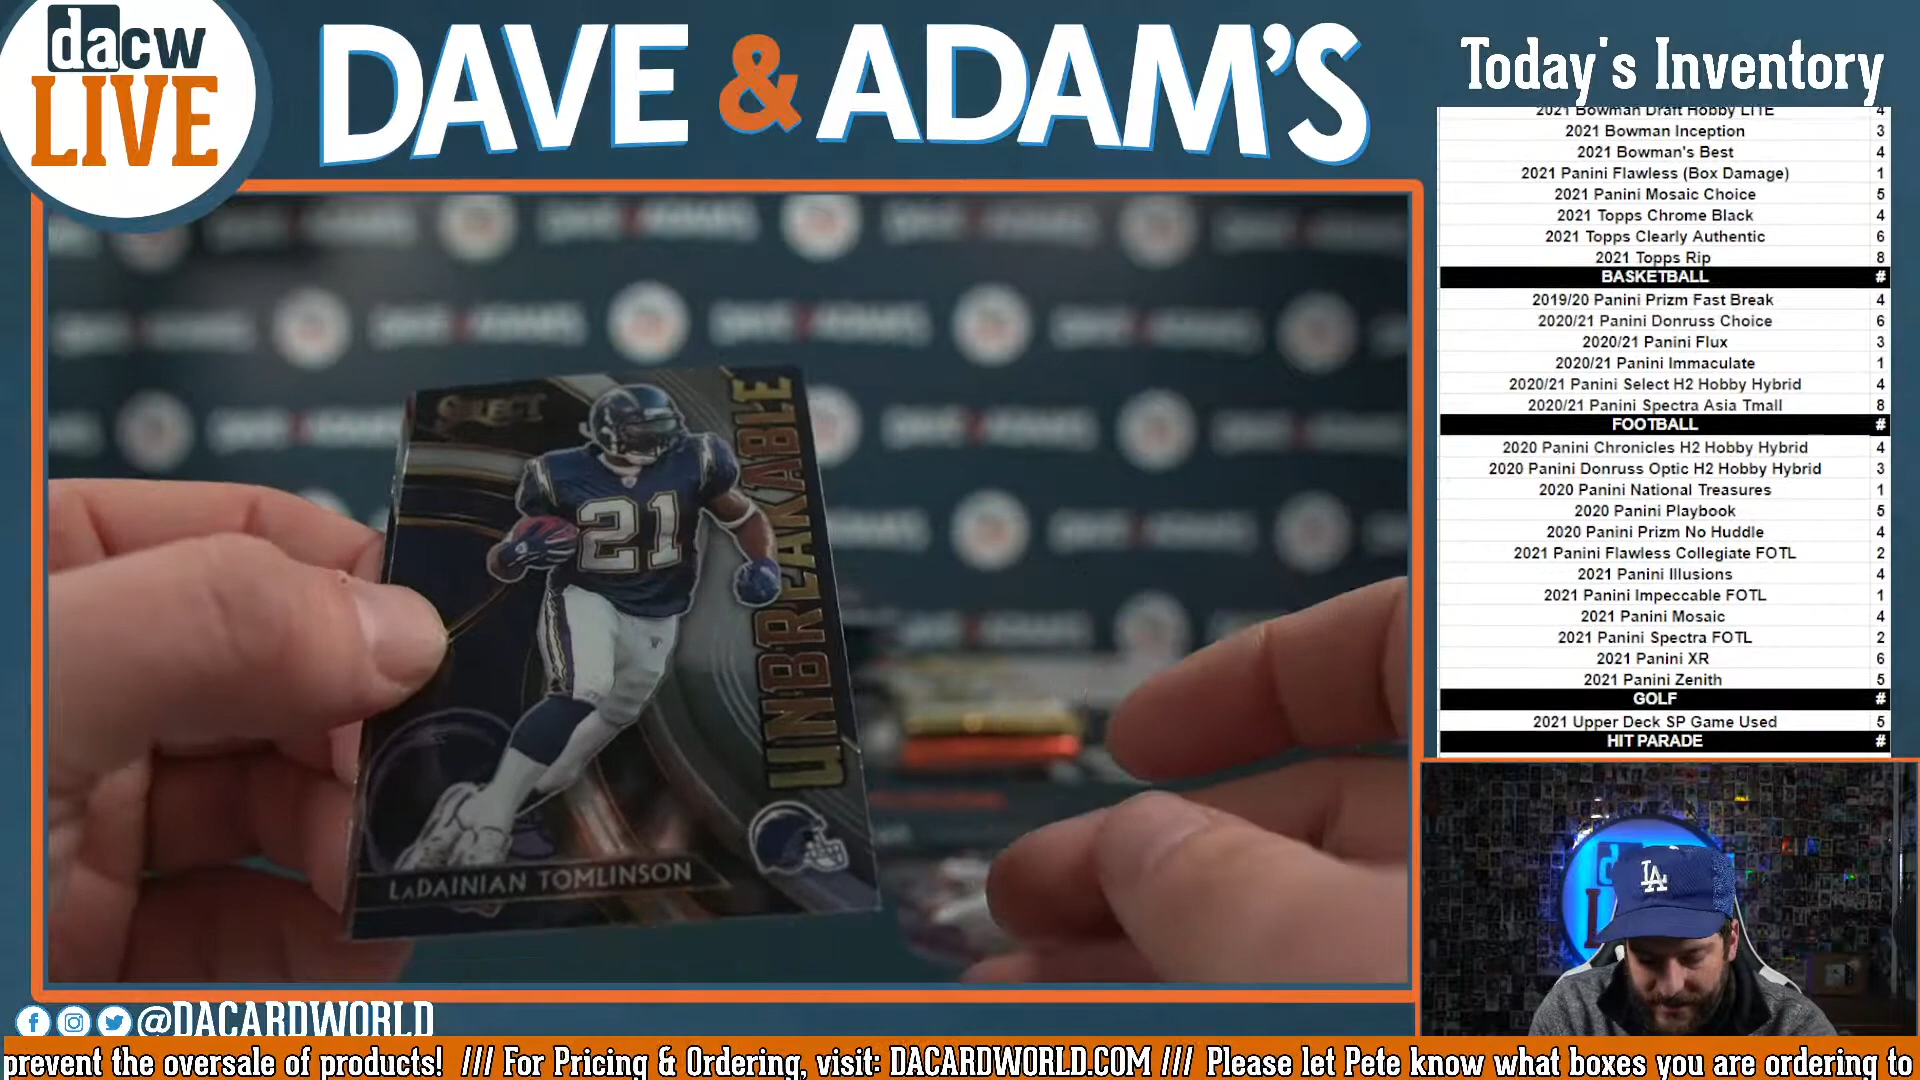 dacw
LIVE
DAVE & ADAM'S
Today's Inventory
2021 Bowman Draft Hobby LITE 4
2021 Bowman Inception 3
2021 Bowman's Best 4
2021 Panini Flawless (Box Damage) 1
2021 Panini Mosaic Choice 5
2021 Topps Chrome Black 4
2021 Topps Clearly Authentic 6
2021 Topps Rip 8
BASKETBALL #
2019/20 Panini Prizm Fast Break 4
2020/21 Panini Donruss Choice 6
2020/21 Panini Flux 3
2020/21 Panini Immaculate 1
2020/21 Panini Select H2 Hobby Hybrid 4
2020/21 Panini Spectra Asia Tmall 8
FOOTBALL #
2020 Panini Chronicles H2 Hobby Hybrid 4
2020 Panini Donruss Optic H2 Hobby Hybrid 3
2020 Panini National Treasures 1
2020 Panini Playbook 5
2020 Panini Prizm No Huddle 4
2021 Panini Flawless Collegiate FOTL 2
2021 Panini Illusions 4
2021 Panini Impeccable FOTL 1
2021 Panini Mosaic 4
2021 Panini Spectra FOTL 2
2021 Panini XR 6
2021 Panini Zenith 5
GOLF #
2021 Upper Deck SP Game Used 5
HIT PARADE #
SELECT
21
UNBREAKABLE
LADAINIAN TOMLINSON
LA
@DACARDWORLD
prevent the oversale of products! /// For Pricing & Ordering, visit: DACARDWORLD.COM /// Please let Pete know what boxes you are ordering to